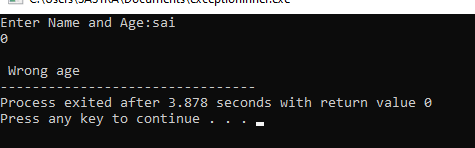 Enter Name and Age:sai
0
Wrong age
--------------------------------
Process exited after 3.878 seconds with return value 0
Press any key to continue . . .